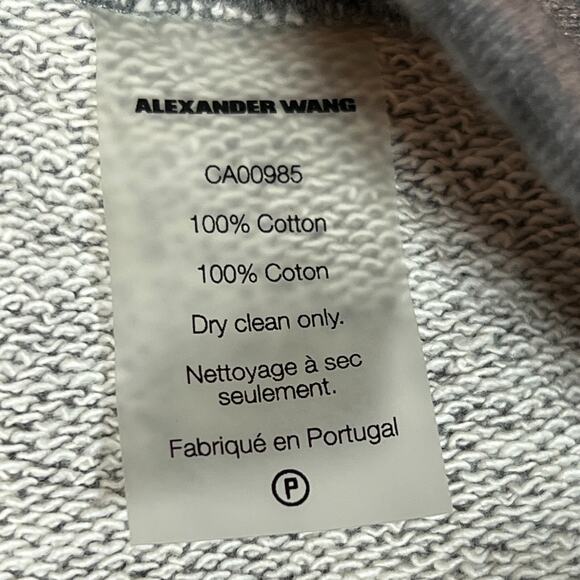 ALEXANDER WANG
CA00985
100% Cotton
100% Coton
Dry clean only.
Nettoyage à sec
seulement.
Fabriqué en Portugal
P